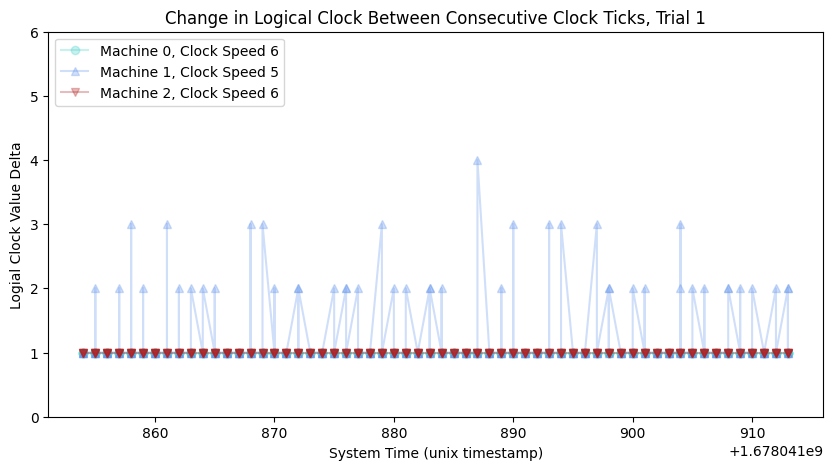 Change in Logical Clock Between Consecutive Clock Ticks, Trial 1
6
5
4
3
2
1
0
Logial Clock Value Delta
Machine 0, Clock Speed 6
Machine 1, Clock Speed 5
Machine 2, Clock Speed 6
860 870 880 890 900 910
+1.678041e9
System Time (unix timestamp)